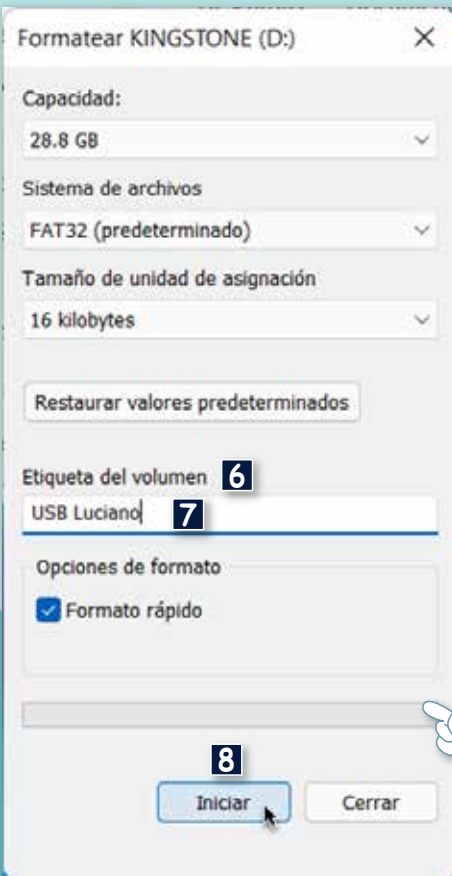 Formatear KINGSTONE (D:)
Capacidad:
28.8 GB
Sistema de archivos
FAT32 (predeterminado)
Tamaño de unidad de asignación
16 kilobytes
Restaurar valores predeterminados
Etiqueta del volumen 6
USB Luciano 7
Opciones de formato
Formato rápido
8
Iniciar Cerrar